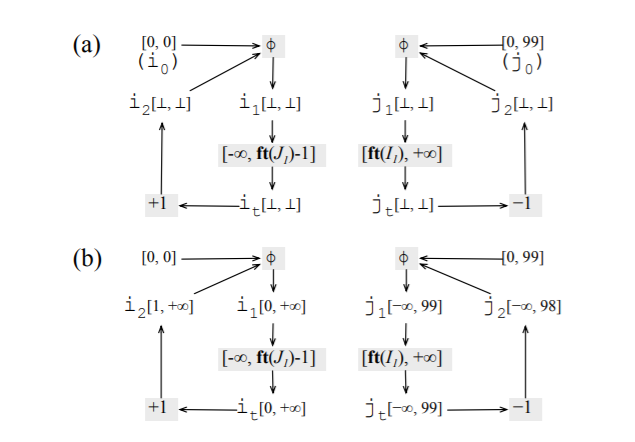 (a) [0, 0] ϕ ϕ [0, 99]
(i0) (j0)
i2[⊥, ⊥] i1[⊥, ⊥] j1[⊥, ⊥] j2[⊥, ⊥]
[-∞, ft(J1)-1] [ft(I1), +∞]
+1 it[⊥, ⊥] jt[⊥, ⊥] −1
(b) [0, 0] ϕ ϕ [0, 99]
i2[1, +∞] i1[0, +∞] j1[−∞, 99] j2[−∞, 98]
[-∞, ft(J1)-1] [ft(I1), +∞]
+1 it[0, +∞] jt[−∞, 99] −1